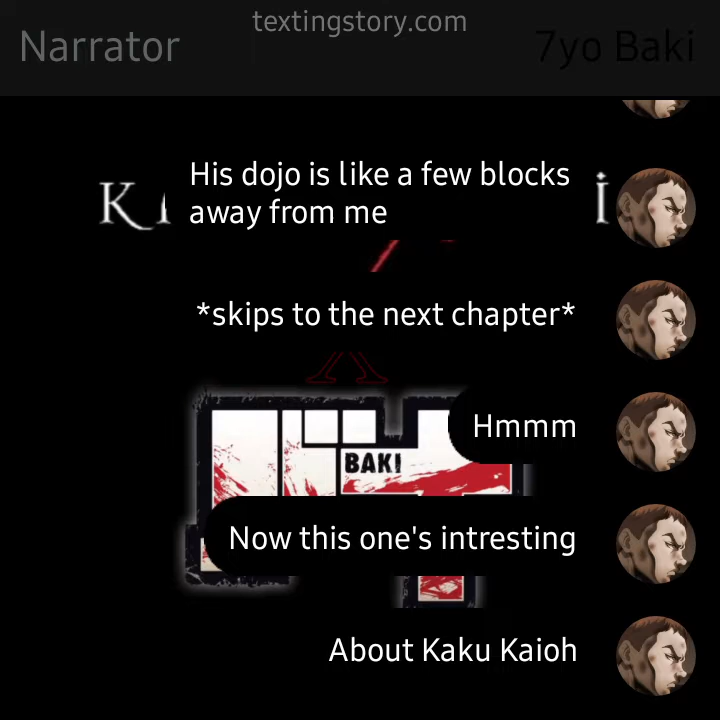 textingstory.com
Narrator
7yo Baki
His dojo is like a few blocks
away from me
*skips to the next chapter*
Hmmm
BAKI
Now this one's intresting
About Kaku Kaioh